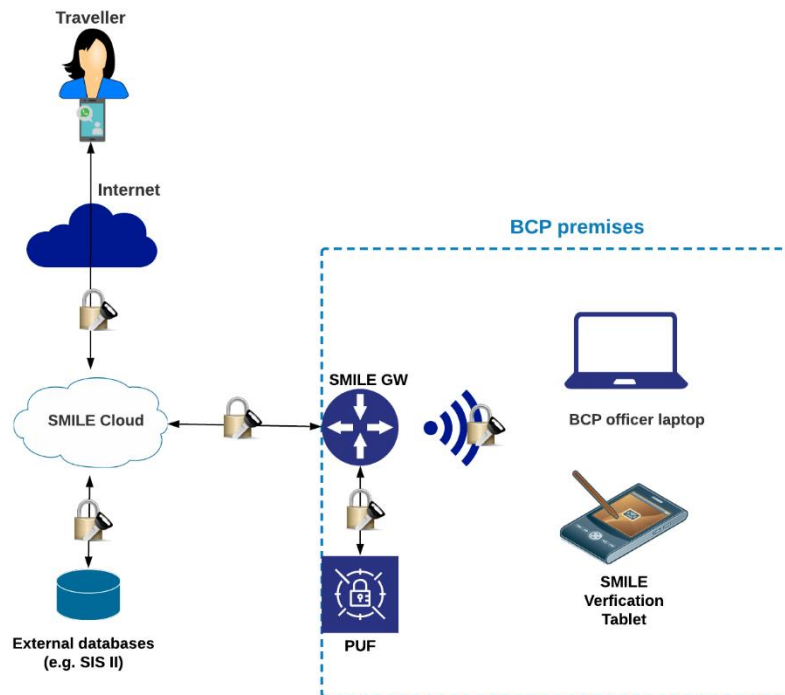 Traveller
Internet
BCP premises
SMILE GW
SMILE Cloud
BCP officer laptop
External databases
(e.g. SIS II)
PUF
SMILE
Verfication
Tablet